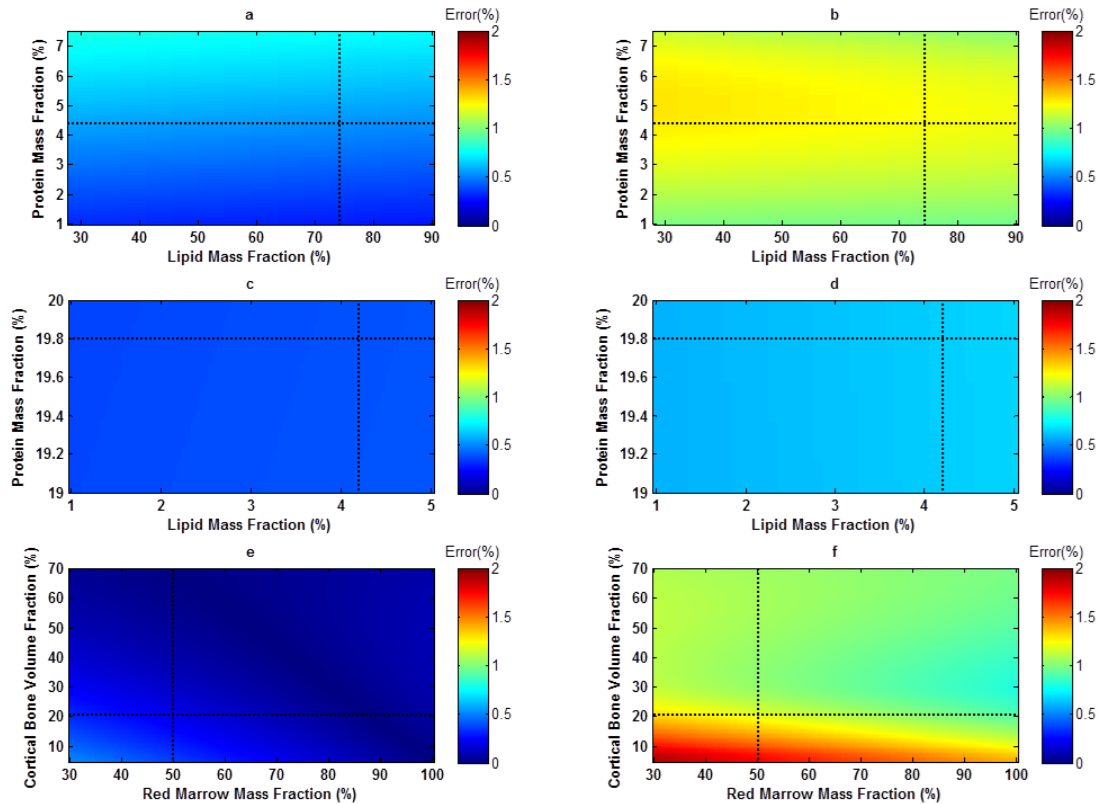 a
Error(%)
Protein Mass Fraction (%)
7
6
5
4
3
2
1
30 40 50 60 70 80 90
Lipid Mass Fraction (%)
2
1.5
1
0.5
0
b
Error(%)
Protein Mass Fraction (%)
7
6
5
4
3
2
1
30 40 50 60 70 80 90
Lipid Mass Fraction (%)
2
1.5
1
0.5
0
c
Error(%)
Protein Mass Fraction (%)
20
19.8
19.6
19.4
19.2
19
1 2 3 4 5
Lipid Mass Fraction (%)
2
1.5
1
0.5
0
d
Error(%)
Protein Mass Fraction (%)
20
19.8
19.6
19.4
19.2
19
1 2 3 4 5
Lipid Mass Fraction (%)
2
1.5
1
0.5
0
e
Error(%)
Cortical Bone Volume Fraction (%)
70
60
50
40
30
20
10
30 40 50 60 70 80 90 100
Red Marrow Mass Fraction (%)
2
1.5
1
0.5
0
f
Error(%)
Cortical Bone Volume Fraction (%)
70
60
50
40
30
20
10
30 40 50 60 70 80 90 100
Red Marrow Mass Fraction (%)
2
1.5
1
0.5
0